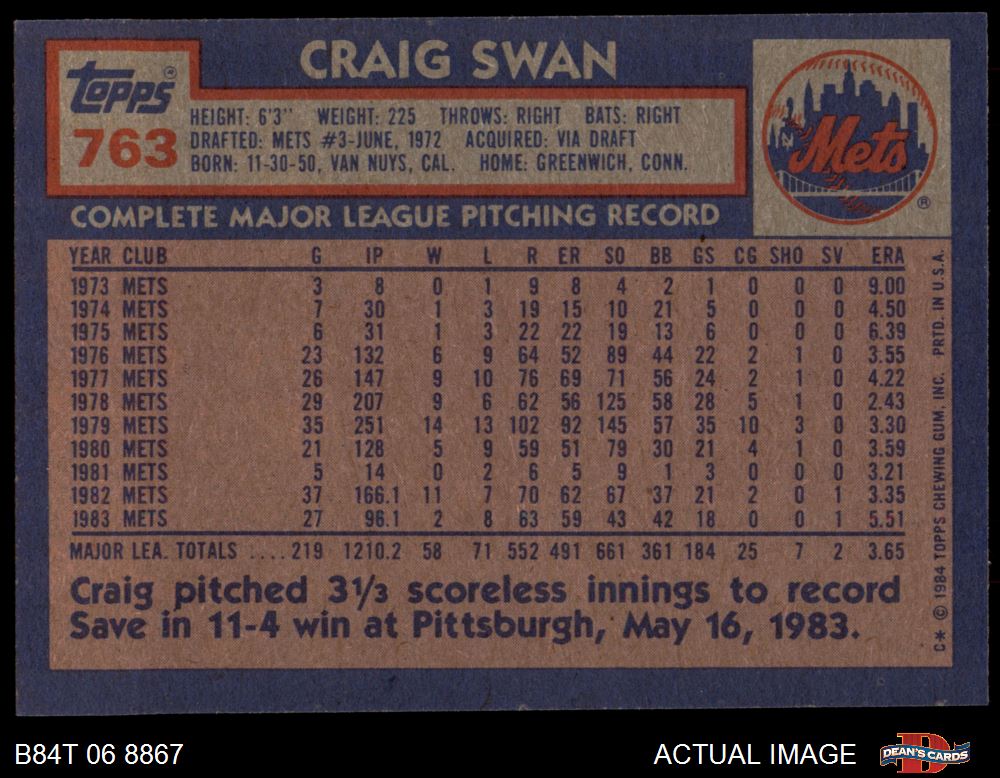 topps®
763
CRAIG SWAN
HEIGHT: 6'3'' WEIGHT: 225 THROWS: RIGHT BATS: RIGHT
DRAFTED: METS #3-JUNE, 1972 ACQUIRED: VIA DRAFT
BORN: 11-30-50, VAN NUYS, CAL. HOME: GREENWICH, CONN.
Mets
®
COMPLETE MAJOR LEAGUE PITCHING RECORD
YEAR CLUB G IP W L R ER SO BB GS CG SHO SV ERA
1973 METS 3 8 0 1 9 8 4 2 1 0 0 0 9.00
1974 METS 7 30 1 3 19 15 10 21 5 0 0 0 4.50
1975 METS 6 31 1 3 22 22 19 13 6 0 0 0 6.39
1976 METS 23 132 6 9 64 52 89 44 22 2 1 0 3.55
1977 METS 26 147 9 10 76 69 71 56 24 2 1 0 4.22
1978 METS 29 207 9 6 62 56 125 58 28 5 1 0 2.43
1979 METS 35 251 14 13 102 92 145 57 35 10 3 0 3.30
1980 METS 21 128 5 9 59 51 79 30 21 4 1 0 3.59
1981 METS 5 14 0 2 6 5 9 1 3 0 0 0 3.21
1982 METS 37 166.1 11 7 70 62 67 37 21 2 0 1 3.35
1983 METS 27 96.1 2 8 63 59 43 42 18 0 0 1 5.51
MAJOR LEA. TOTALS .... 219 1210.2 58 71 552 491 661 361 184 25 7 2 3.65
Craig pitched 3⅓ scoreless innings to record
Save in 11-4 win at Pittsburgh, May 16, 1983.
C* © 1984 TOPPS CHEWING GUM, INC. PRTD. IN U.S.A.
B84T 06 8867
ACTUAL IMAGE
DEAN'S CARDS